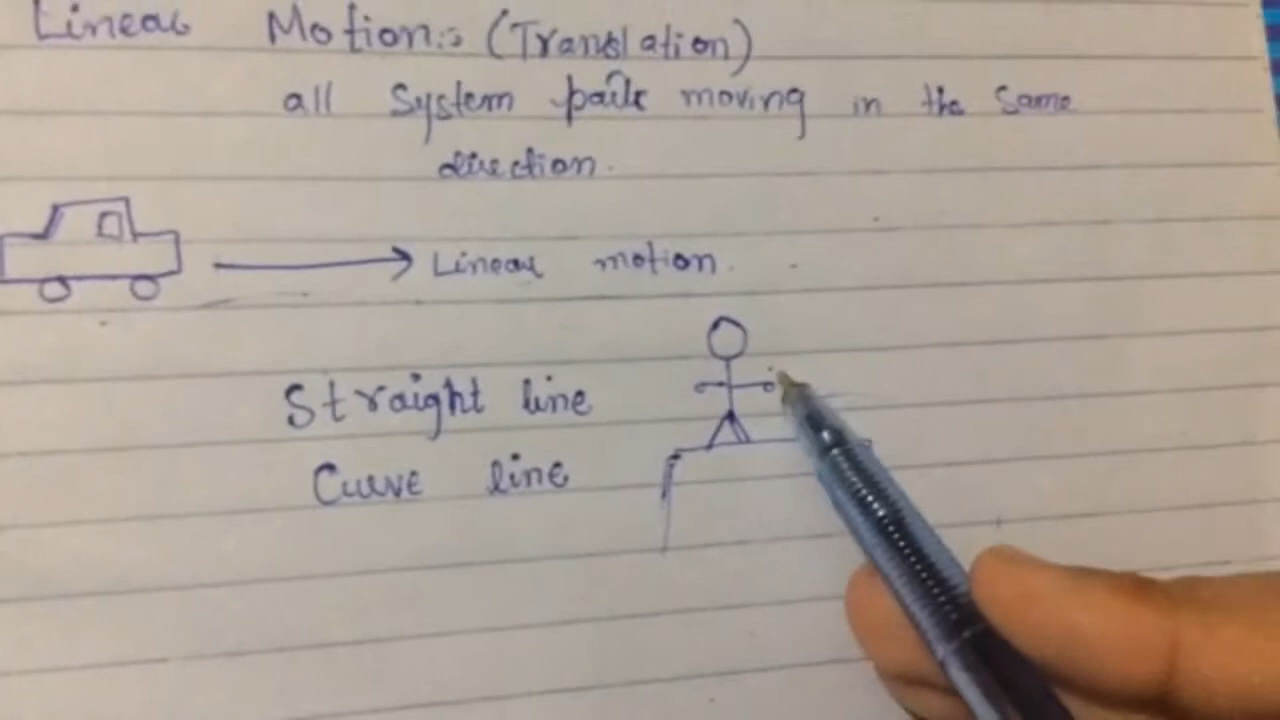 Linear Motion:- (Translation)
all system parts moving in the same
direction.
Linear motion.
Straight line
Curve line